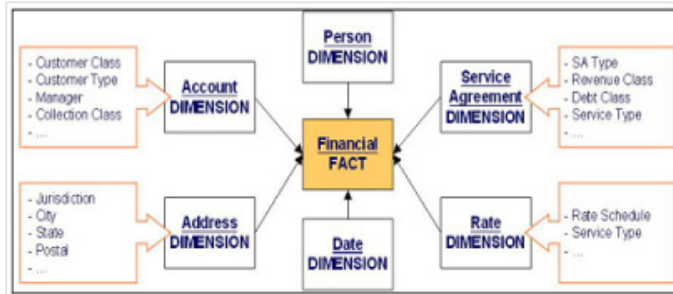 Person
DIMENSION
- Customer Class
- Customer Type
- Manager
- Collection Class
- ...
Account
DIMENSION
Service
Agreement
DIMENSION
- SA Type
- Revenue Class
- Debt Class
- Service Type
- ...
Financial
FACT
- Jurisdiction
- City
- State
- Postal
- ...
Address
DIMENSION
Date
DIMENSION
Rate
DIMENSION
- Rate Schedule
- Service Type
- ...